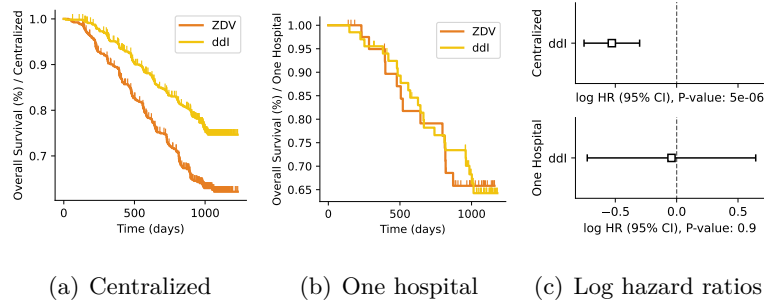 Overall Survival (%) / Centralized
1.0
0.9
0.8
0.7
ZDV
ddI
0
500
1000
Time (days)
(a) Centralized
Overall Survival (%) / One Hospital
1.00
0.95
0.90
0.85
0.80
0.75
0.70
0.65
ZDV
ddI
0
500
1000
Time (days)
(b) One hospital
Centralized
ddI
log HR (95% CI), P-value: 5e-06
One Hospital
ddI
−0.5
0.0
0.5
log HR (95% CI), P-value: 0.9
(c) Log hazard ratios